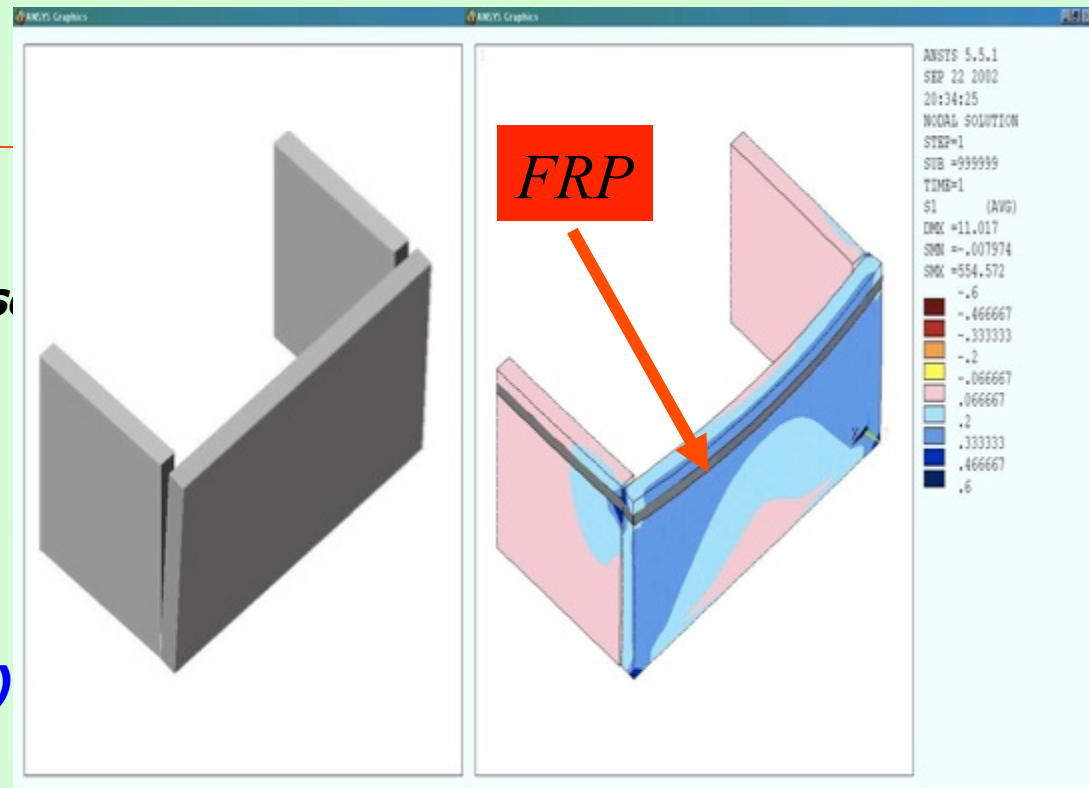 ANSYS Graphics
ANSYS Graphics
1
ANSYS 5.5.1
SEP 22 2002
20:34:25
NODAL SOLUTION
STEP=1
SUB =999999
TIME=1
S1 (AVG)
DMX =11.017
SMN =-.007974
SMX =554.572
-.6
-.466667
-.333333
-.2
-.066667
.066667
.2
.333333
.466667
.6
FRP
)